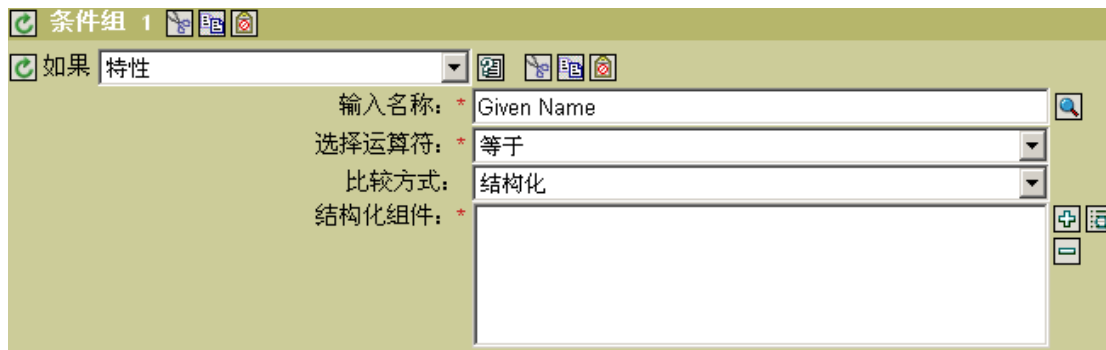 条件组 1
如果 特性
输入名称：* Given Name
选择运算符：* 等于
比较方式： 结构化
结构化组件：*